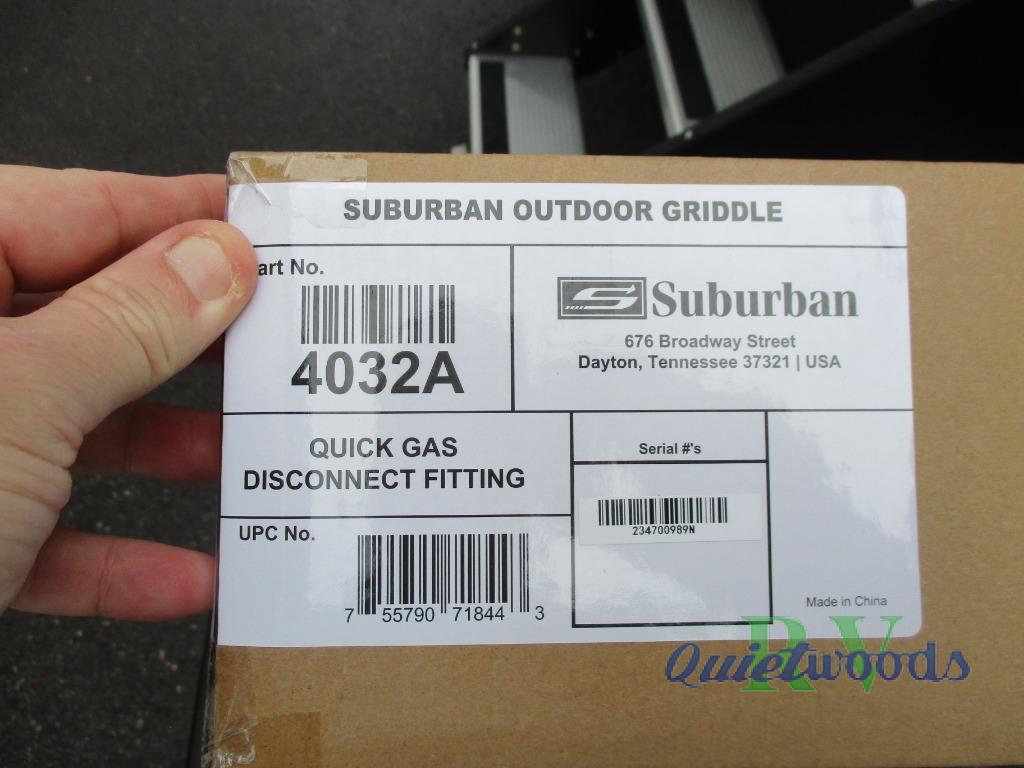 SUBURBAN OUTDOOR GRIDDLE
art No.
4032A
Suburban
676 Broadway Street
Dayton, Tennessee 37321 | USA
QUICK GAS
DISCONNECT FITTING
Serial #'s
234700989N
UPC No.
7 55790 71844 3
Made in China
RV
Quietwoods